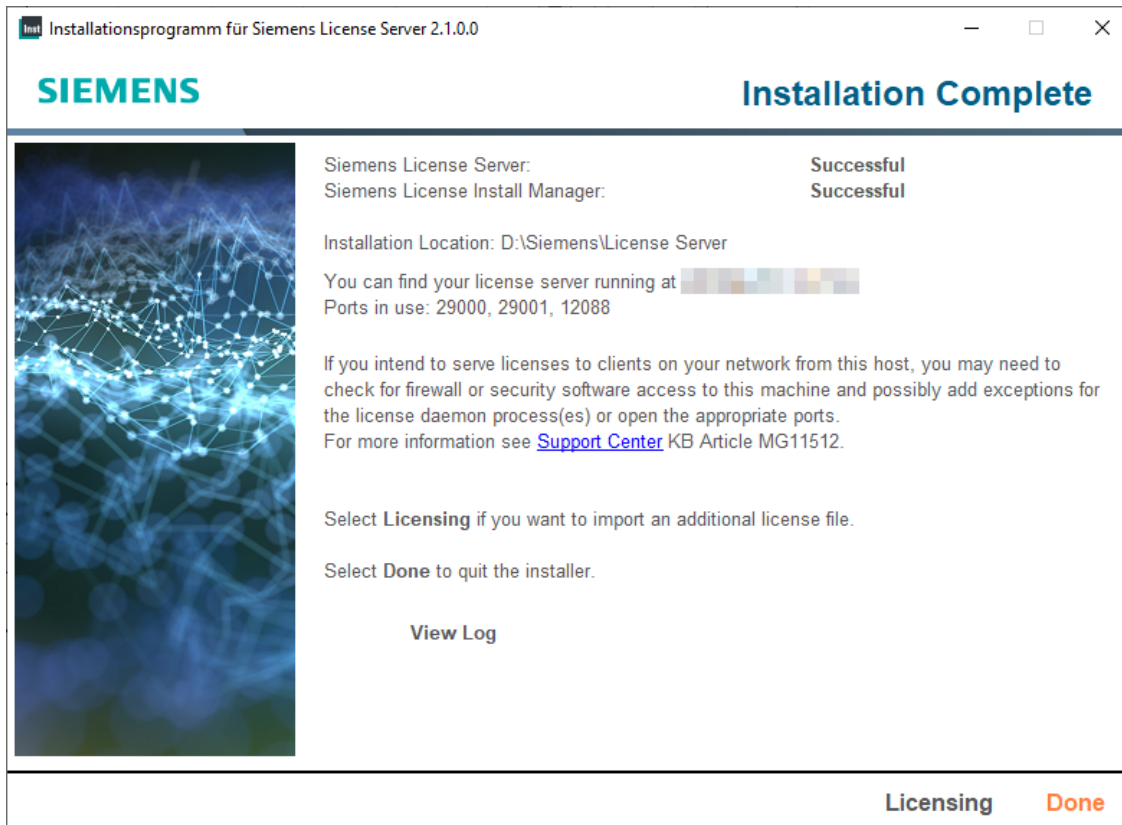 Inst Installationsprogramm für Siemens License Server 2.1.0.0
SIEMENS
Installation Complete
Siemens License Server: Successful
Siemens License Install Manager: Successful
Installation Location: D:\Siemens\License Server
You can find your license server running at
Ports in use: 29000, 29001, 12088
If you intend to serve licenses to clients on your network from this host, you may need to
check for firewall or security software access to this machine and possibly add exceptions for
the license daemon process(es) or open the appropriate ports.
For more information see Support Center KB Article MG11512.
Select Licensing if you want to import an additional license file.
Select Done to quit the installer.
View Log
Licensing Done